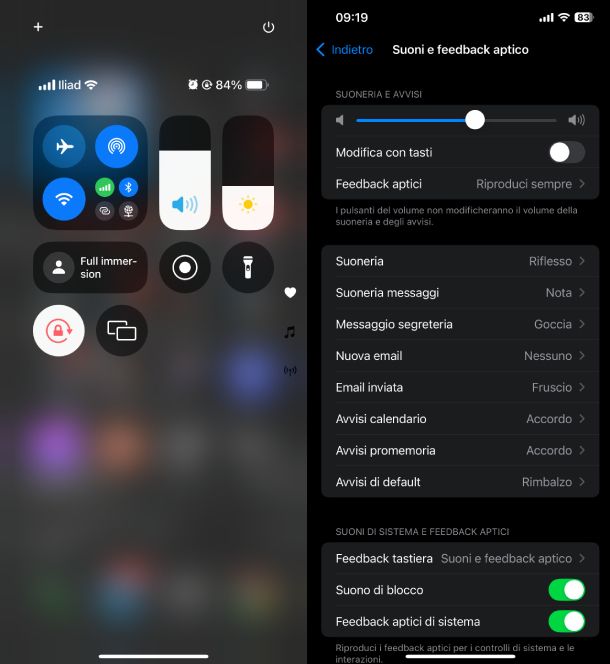 Iliad
84%
Full immer-
sion
09:19
83
Indietro
Suoni e feedback aptico
SUONERIA E AVVISI
Modifica con tasti
Feedback aptici
Riproduci sempre
I pulsanti del volume non modificheranno il volume della
suoneria e degli avvisi.
Suoneria
Riflesso
Suoneria messaggi
Nota
Messaggio segreteria
Goccia
Nuova email
Nessuno
Email inviata
Fruscio
Avvisi calendario
Accordo
Avvisi promemoria
Accordo
Avvisi di default
Rimbalzo
SUONI DI SISTEMA E FEEDBACK APTICI
Feedback tastiera
Suoni e feedback aptico
Suono di blocco
Feedback aptici di sistema
Riproduci i feedback aptici per i controlli di sistema e le
interazioni.